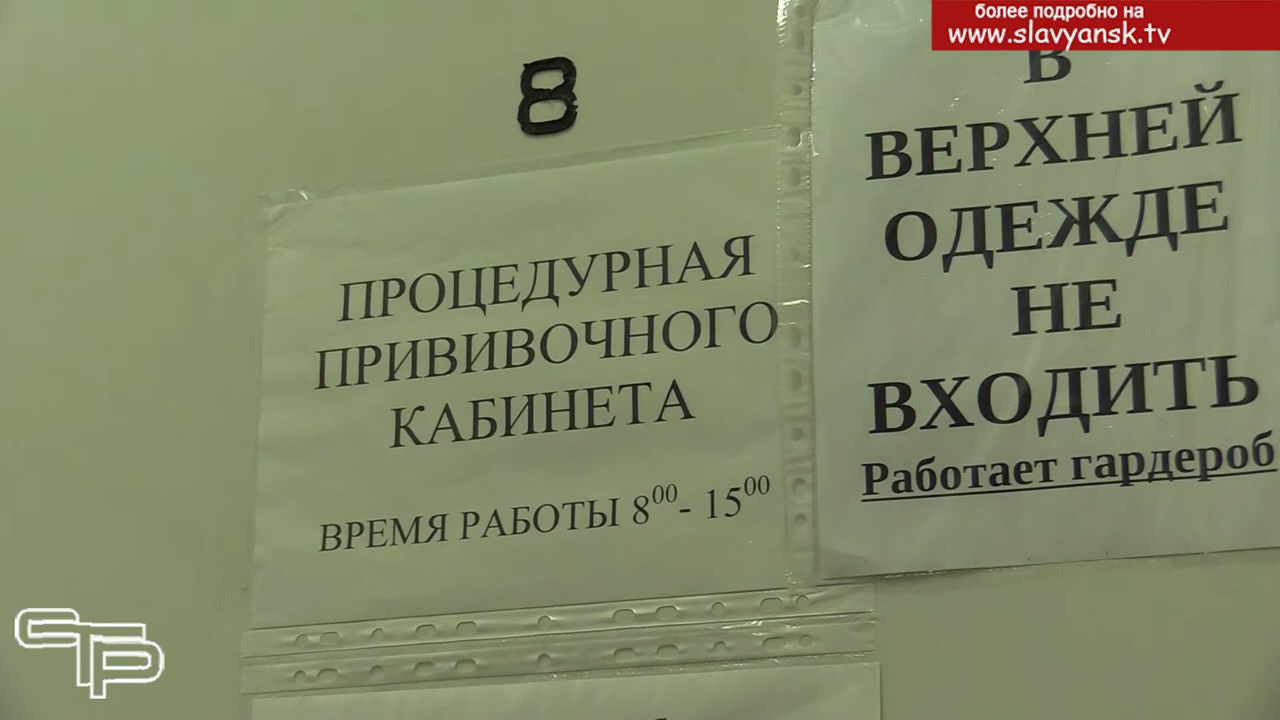 более подробно на
www.slavyansk.tv
8
ПРОЦЕДУРНАЯ
ПРИВИВОЧНОГО
КАБИНЕТА
ВРЕМЯ РАБОТЫ 8⁰⁰- 15⁰⁰
В
ВЕРХНЕЙ
ОДЕЖДЕ
НЕ
ВХОДИТЬ
Работает гардероб
СТР